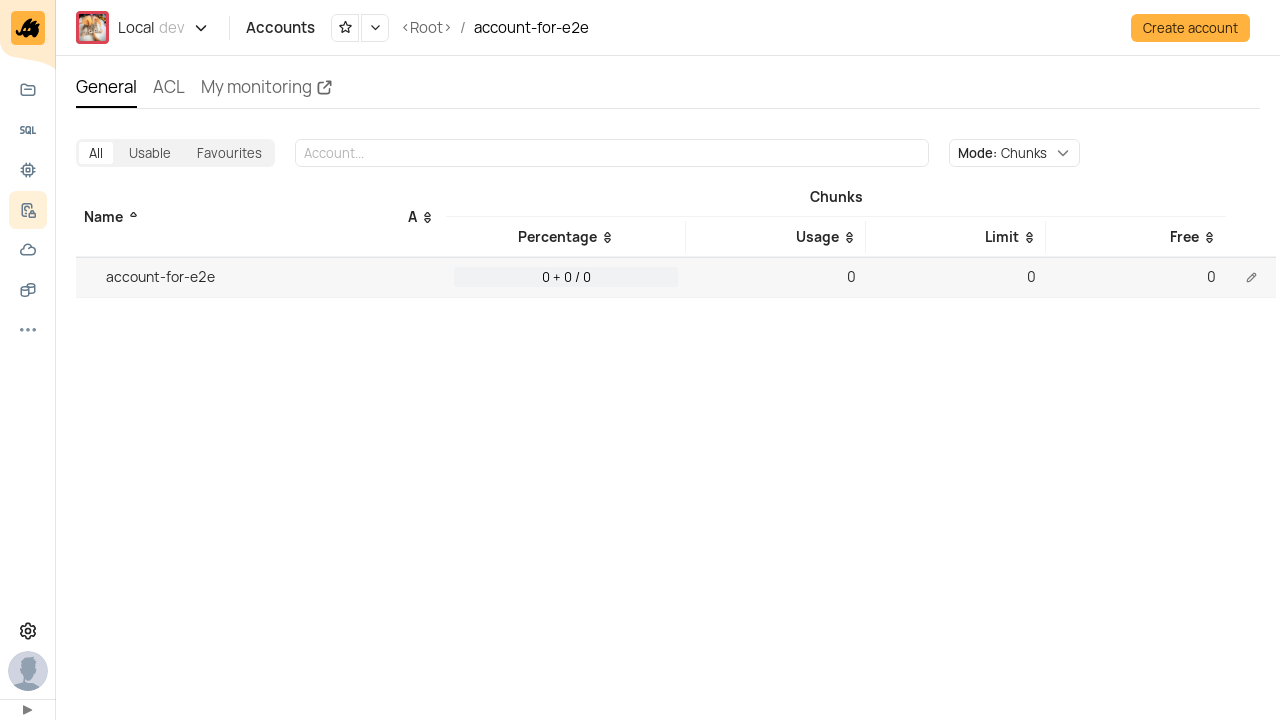 Local dev Accounts <Root> / account-for-e2e Create account
General ACL My monitoring
All Usable Favourites Account... Mode: Chunks
Chunks
Name A
Percentage Usage Limit Free
account-for-e2e 0 + 0 / 0 0 0 0
SQL